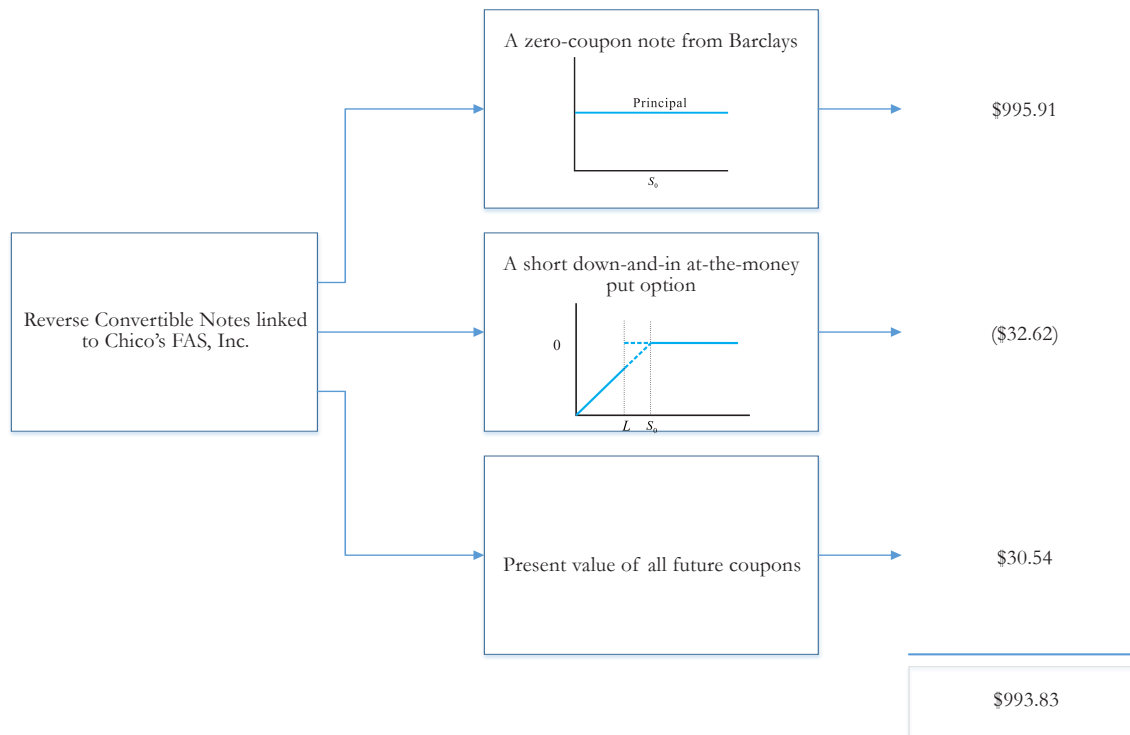 A zero-coupon note from Barclays
Principal
S₀
$995.91
Reverse Convertible Notes linked
to Chico's FAS, Inc.
A short down-and-in at-the-money
put option
0
L S₀
($32.62)
Present value of all future coupons
$30.54
$993.83